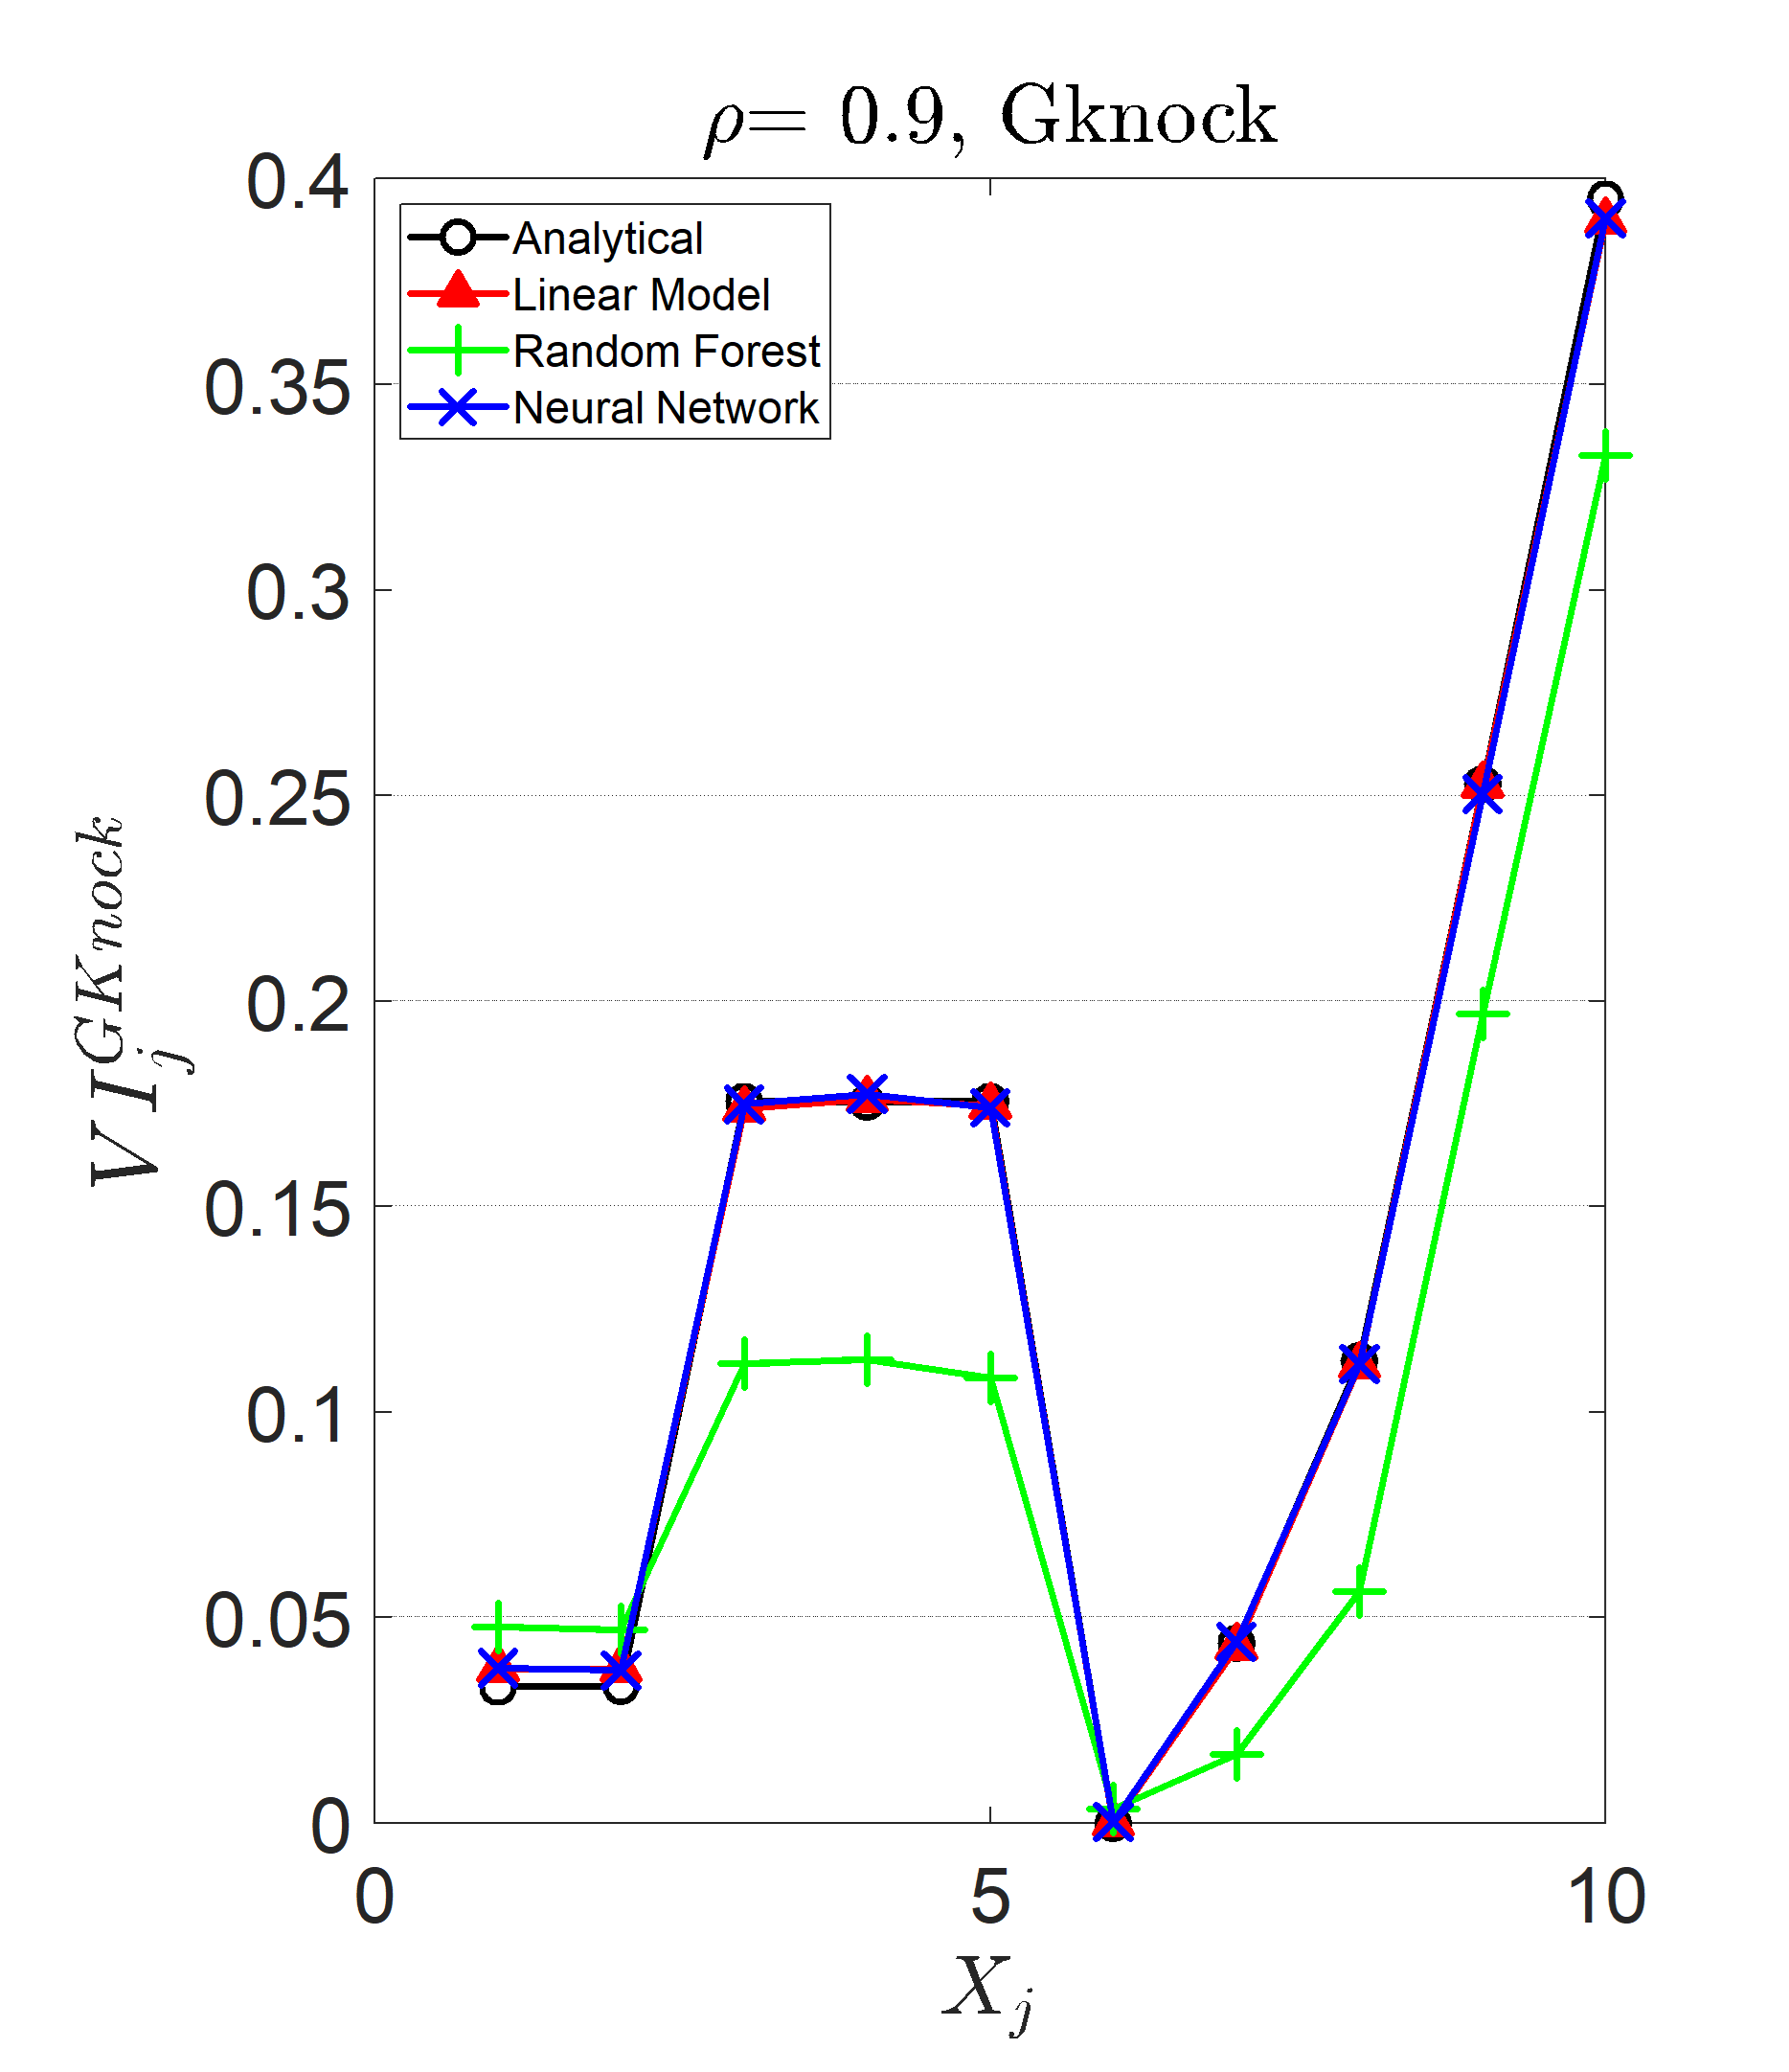 ρ= 0.9, Gknock
0.4
0.35
0.3
0.25
0.2
0.15
0.1
0.05
0
Analytical
Linear Model
Random Forest
Neural Network
VI_j^{GKnock}
0 5 10
X_j